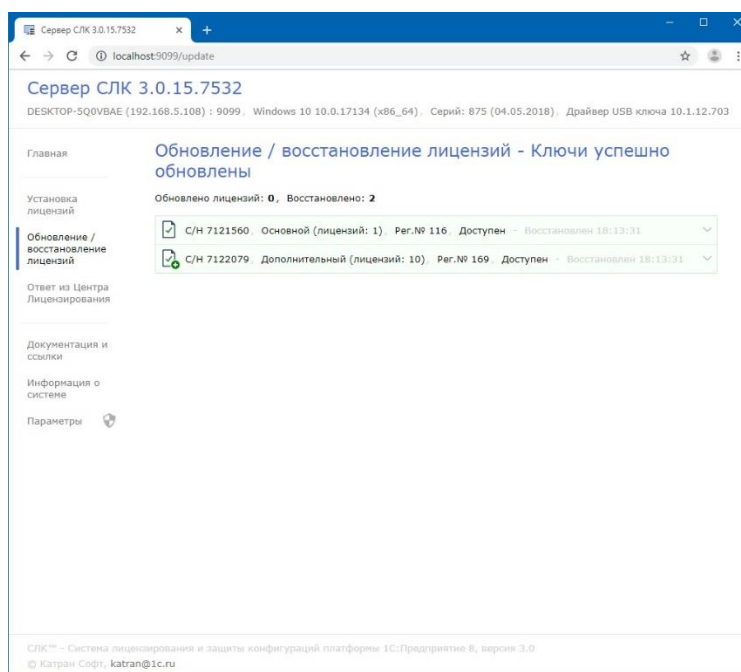 Сервер СЛК 3.0.15.7532
localhost:9099/update
Сервер СЛК 3.0.15.7532
DESKTOP-5Q0VBAE (192.168.5.108) : 9099, Windows 10 10.0.17134 (x86_64), Серий: 875 (04.05.2018), Драйвер USB ключа 10.1.12.703
Главная
Установка
лицензий
Обновление /
восстановление
лицензий
Ответ из Центра
Лицензирования
Документация и
ссылки
Информация о
системе
Параметры
Обновление / восстановление лицензий - Ключи успешно
обновлены
Обновлено лицензий: 0, Восстановлено: 2
С/Н 7121560, Основной (лицензий: 1), Рег.№ 116, Доступен - Восстановлен 18:13:31
С/Н 7122079, Дополнительный (лицензий: 10), Рег.№ 169, Доступен - Восстановлен 18:13:31
СЛК™ - Система лицензирования и защиты конфигураций платформы 1С:Предприятие 8, версия 3.0
© Катран Софт, katran@1c.ru